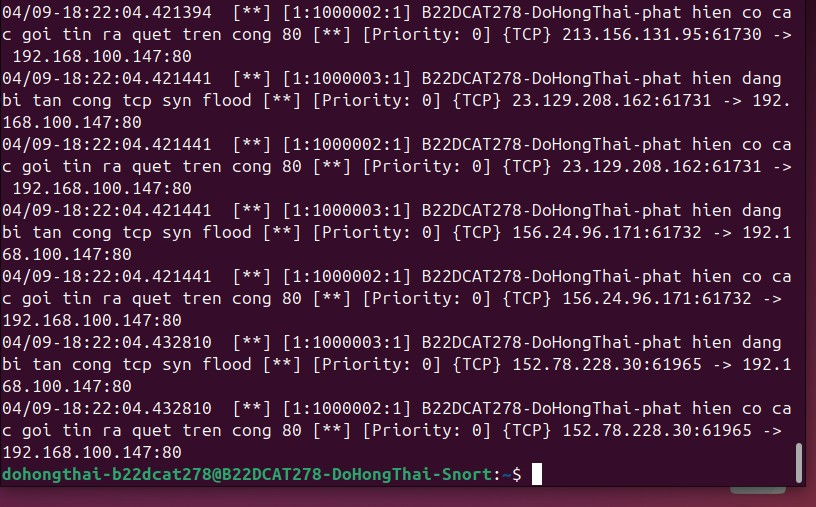 04/09-18:22:04.421394  [**] [1:1000002:1] B22DCAT278-DoHongThai-phat hien co ca
c goi tin ra quet tren cong 80 [**] [Priority: 0] {TCP} 213.156.131.95:61730 ->
 192.168.100.147:80
04/09-18:22:04.421441  [**] [1:1000003:1] B22DCAT278-DoHongThai-phat hien dang
bi tan cong tcp syn flood [**] [Priority: 0] {TCP} 23.129.208.162:61731 -> 192.
168.100.147:80
04/09-18:22:04.421441  [**] [1:1000002:1] B22DCAT278-DoHongThai-phat hien co ca
c goi tin ra quet tren cong 80 [**] [Priority: 0] {TCP} 23.129.208.162:61731 ->
 192.168.100.147:80
04/09-18:22:04.421441  [**] [1:1000003:1] B22DCAT278-DoHongThai-phat hien dang
bi tan cong tcp syn flood [**] [Priority: 0] {TCP} 156.24.96.171:61732 -> 192.1
68.100.147:80
04/09-18:22:04.421441  [**] [1:1000002:1] B22DCAT278-DoHongThai-phat hien co ca
c goi tin ra quet tren cong 80 [**] [Priority: 0] {TCP} 156.24.96.171:61732 ->
192.168.100.147:80
04/09-18:22:04.432810  [**] [1:1000003:1] B22DCAT278-DoHongThai-phat hien dang
bi tan cong tcp syn flood [**] [Priority: 0] {TCP} 152.78.228.30:61965 -> 192.1
68.100.147:80
04/09-18:22:04.432810  [**] [1:1000002:1] B22DCAT278-DoHongThai-phat hien co ca
c goi tin ra quet tren cong 80 [**] [Priority: 0] {TCP} 152.78.228.30:61965 ->
192.168.100.147:80
dohongthai-b22dcat278@B22DCAT278-DoHongThai-Snort:~$